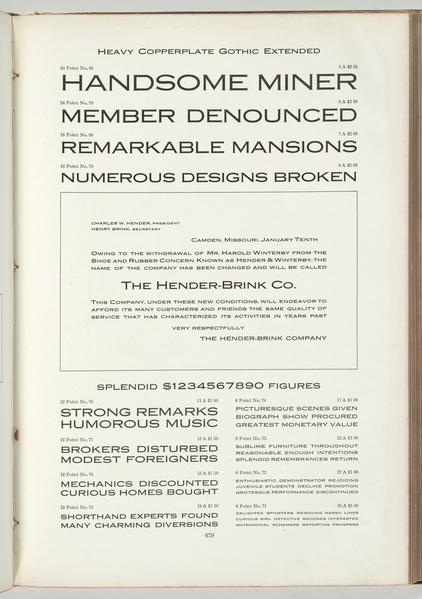 Heavy Copperplate Gothic Extended
24 Point No. 80
5 A $2 55
HANDSOME MINER
24 Point No. 79
6 A $2 50
MEMBER DENOUNCED
18 Point No. 80
7 A $2 00
REMARKABLE MANSIONS
18 Point No. 79
8 A $2 00
NUMEROUS DESIGNS BROKEN
CHARLES W. HENDER, PRESIDENT
HENRY BRINK, SECRETARY
Camden, Missouri, January Tenth
Owing to the withdrawal of Mr. Harold Winterby from the
Shoe and Rubber Concern Known as Hender & Winterby, the
name of the company has been changed and will be called
The Hender-Brink Co.
This Company, under these new conditions, will endeavor to
afford its many customers and friends the same quality of
service that has characterized its activities in years past
very respectfully
the hender-brink company
SPLENDID $1234567890 FIGURES
12 Point No. 78
11 A $1 50
STRONG REMARKS
HUMOROUS MUSIC
12 Point No. 77
15 A $1 50
BROKERS DISTURBED
MODEST FOREIGNERS
12 Point No. 76
MECHANICS DISCOUNTED
CURIOUS HOMES BOUGHT
12 Point No. 75
SHORTHAND EXPERTS FOUND
MANY CHARMING DIVERSIONS
6 Point No. 74
17 A $1 00
PICTURESQUE SCENES GIVEN
BIOGRAPH SHOW PROCURED
GREATEST MONETARY VALUE
6 Point No. 73
22 A $1 00
SUBLIME FURNITURE THROUGHOUT
REASONABLE ENOUGH INTENTIONS
SPLENDID REMEMBRANCES RETURN
6 Point No. 72
27 A $1 00
ENTHUSIASTIC DEMONSTRATOR REJOICING
JUVENILE STUDENTS DECLINE PROMOTION
GROTESQUE PERFORMANCE DISCONTINUED
6 Point No. 71
DELIGHTED SPINSTERS REMOVING HARSH LINES
CURIOUS GIRL DETECTIVE BECOMES INTERESTED
MATRIMONIAL SCHEMERS REPORTING PROGRESS
679